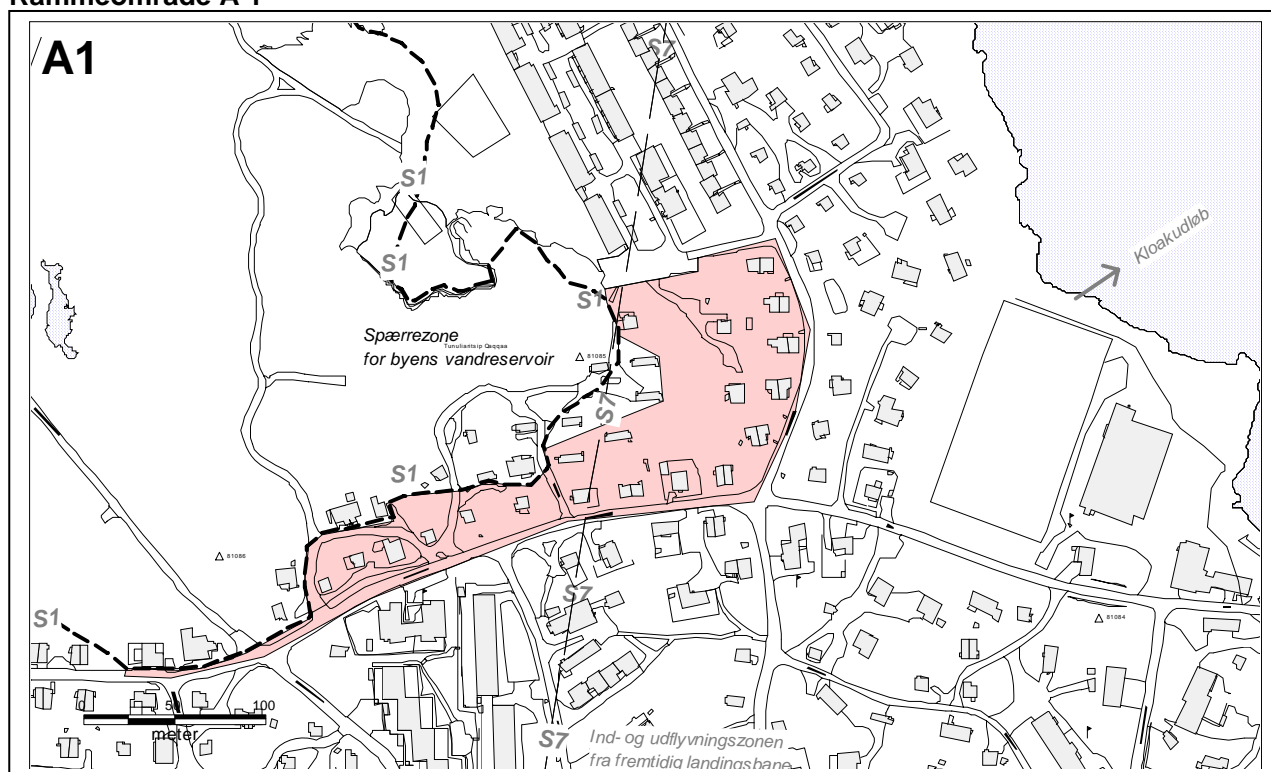 Rammeområde A 1
A1
S7
S1
Kloakudløb
S1
S1
Spærrezone
Tunuliaritsip Qaqqaa
for byens vandreservoir
81085
S7
S1
81086
S7
S1
81084
0
50
100
meter
S7
Ind- og udflyvningszonen
fra fremtidig landingsbane